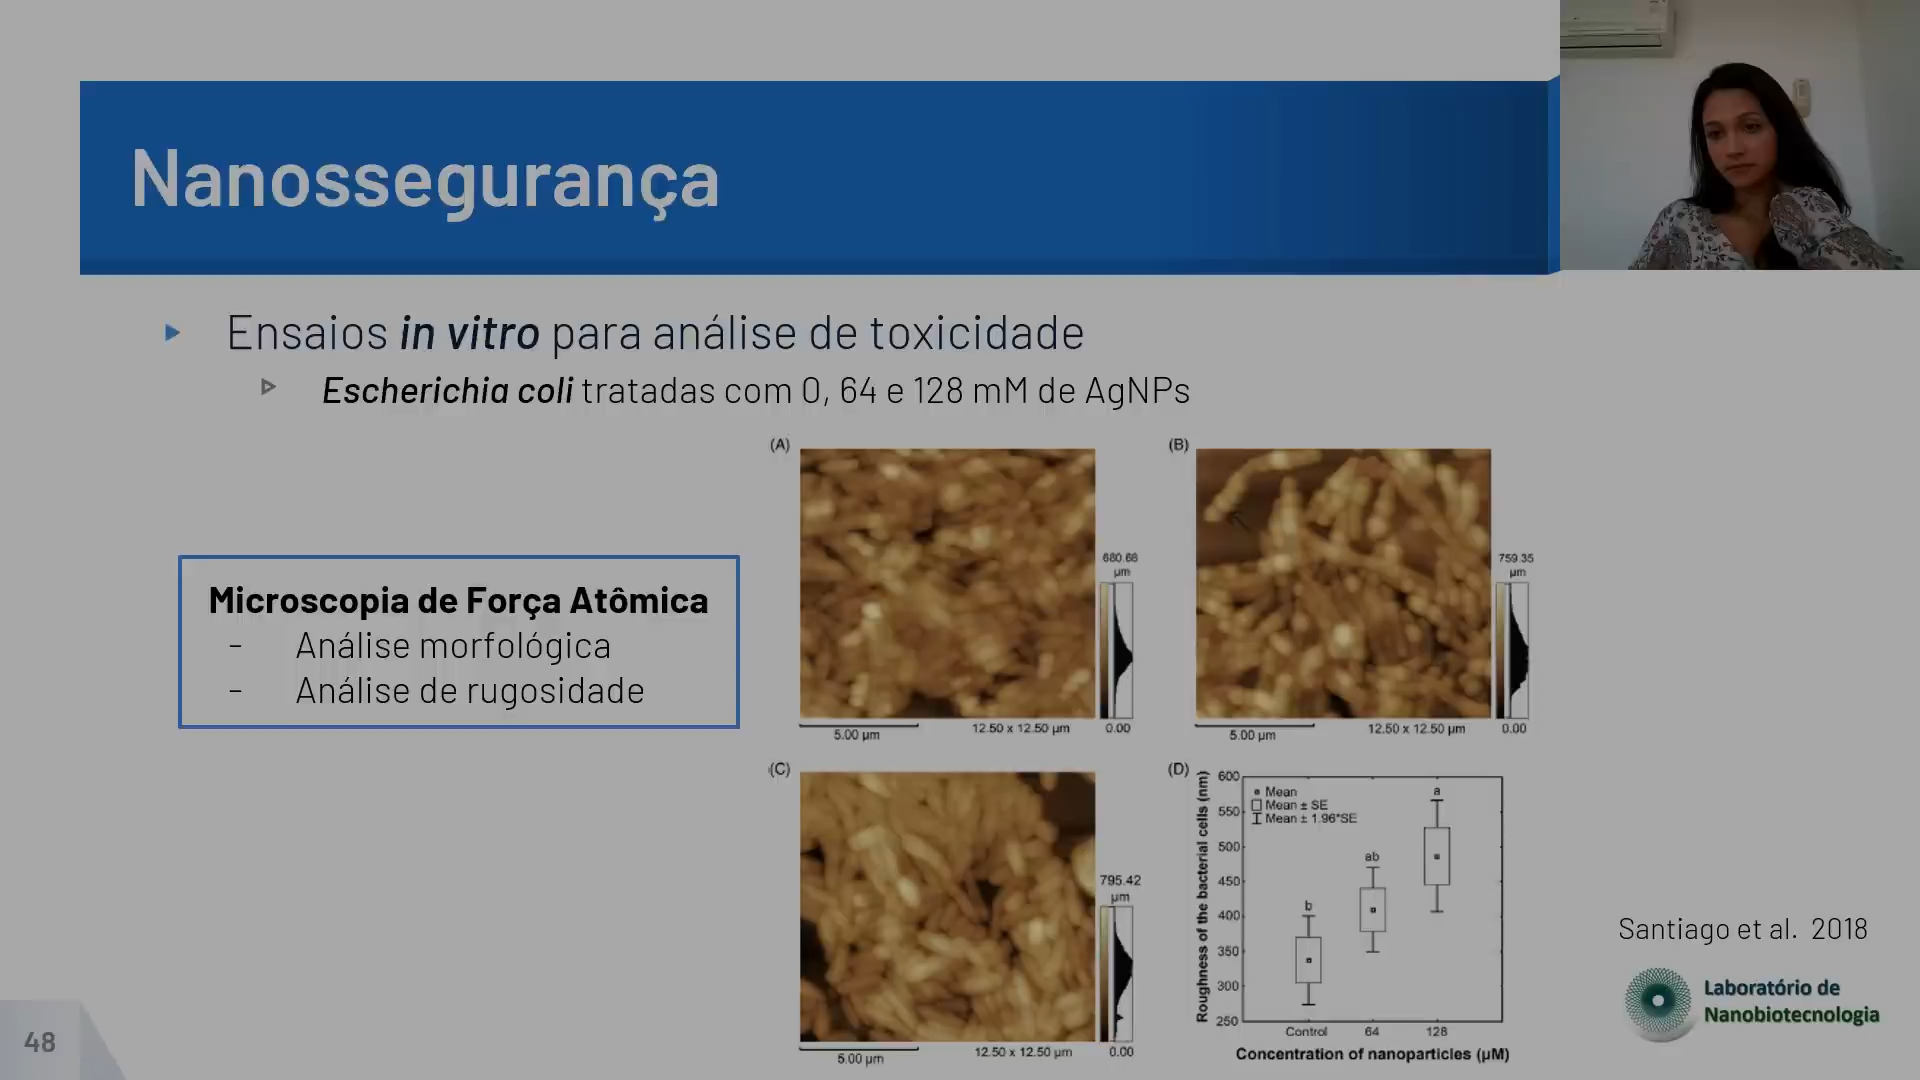 Nanossegurança
Ensaios in vitro para análise de toxicidade
Escherichia coli tratadas com 0, 64 e 128 mM de AgNPs
Microscopia de Força Atômica
- Análise morfológica
- Análise de rugosidade
(A)
680.68
µm
5.00 µm
12.50 x 12.50 µm
0.00
(B)
759.35
µm
5.00 µm
12.50 x 12.50 µm
0.00
(C)
795.42
µm
5.00 µm
12.50 x 12.50 µm
0.00
(D)
Roughness of the bacterial cells (nm)
600
550
500
450
400
350
300
250
Mean
Mean ± SE
Mean ± 1.96*SE
b
ab
a
Control
64
128
Concentration of nanoparticles (µM)
Santiago et al. 2018
Laboratório de
Nanobiotecnologia
48